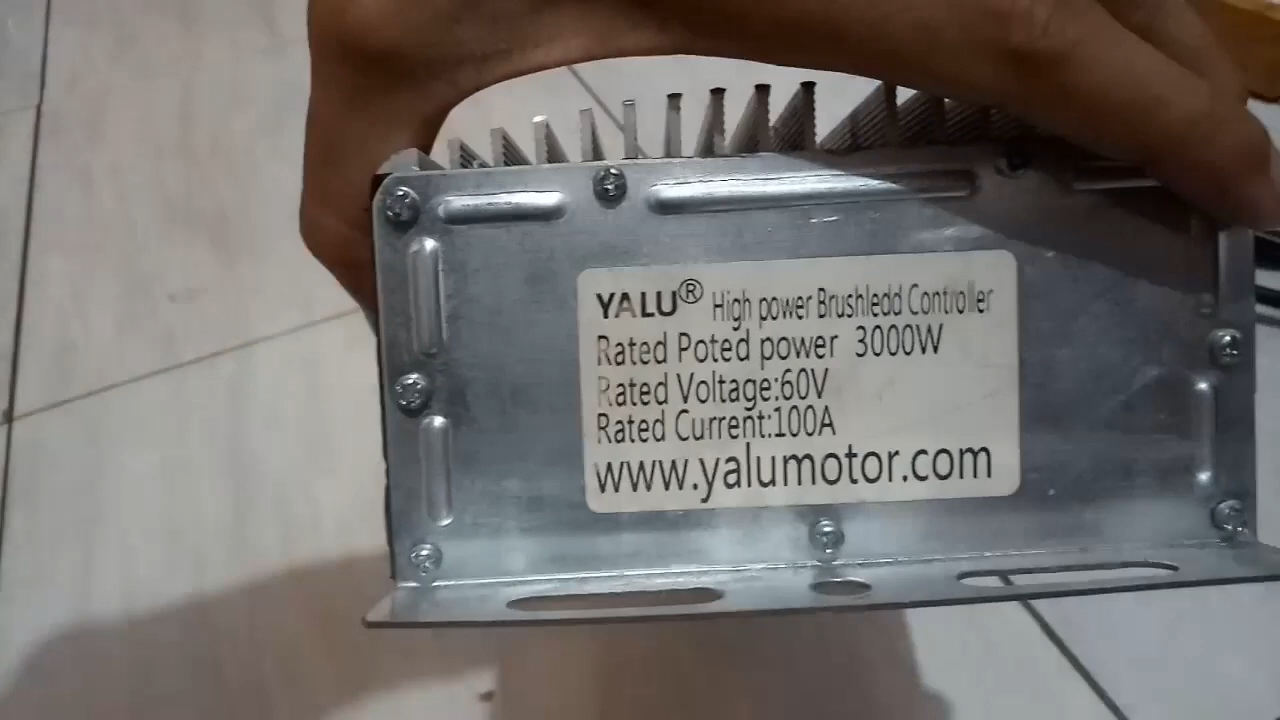 YALU® High power Brushledd Controller
Rated Poted power 3000W
Rated Voltage:60V
Rated Current:100A
www.yalumotor.com